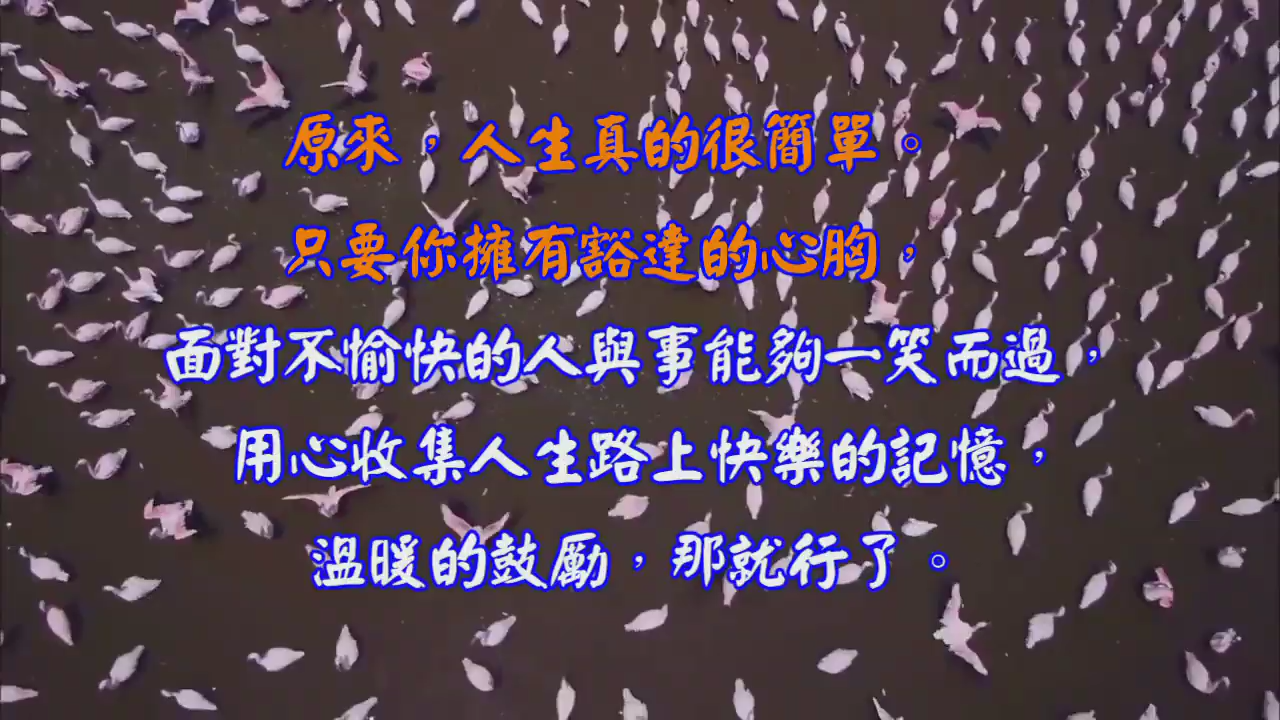 原來，人生真的很簡單。
只要你擁有豁達的心胸，
面對不愉快的人與事能夠一笑而過，
用心收集人生路上快樂的記憶，
溫暖的鼓勵，那就行了。